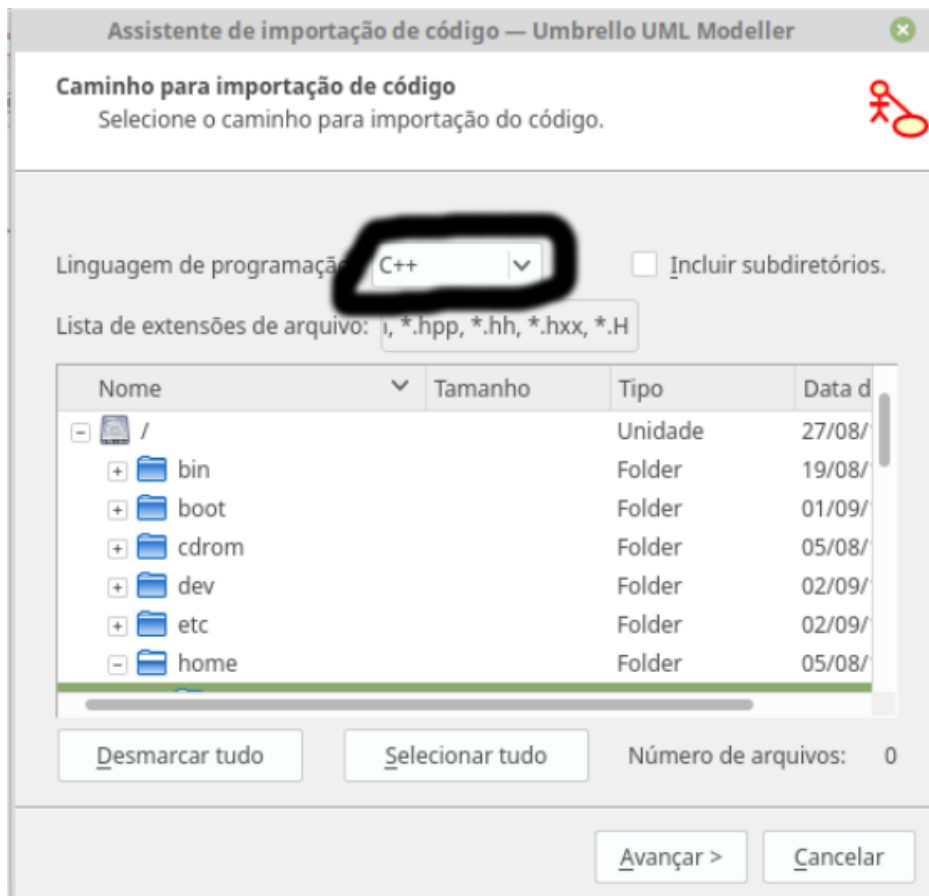 Assistente de importação de código — Umbrello UML Modeller
Caminho para importação de código
Selecione o caminho para importação do código.
Linguagem de programaçã C++ Incluir subdiretórios.
Lista de extensões de arquivo: , *.hpp, *.hh, *.hxx, *.H
Nome Tamanho Tipo Data d
/ Unidade 27/08/
bin Folder 19/08/
boot Folder 01/09/
cdrom Folder 05/08/
dev Folder 02/09/
etc Folder 02/09/
home Folder 05/08/
Desmarcar tudo Selecionar tudo Número de arquivos: 0
Avançar > Cancelar